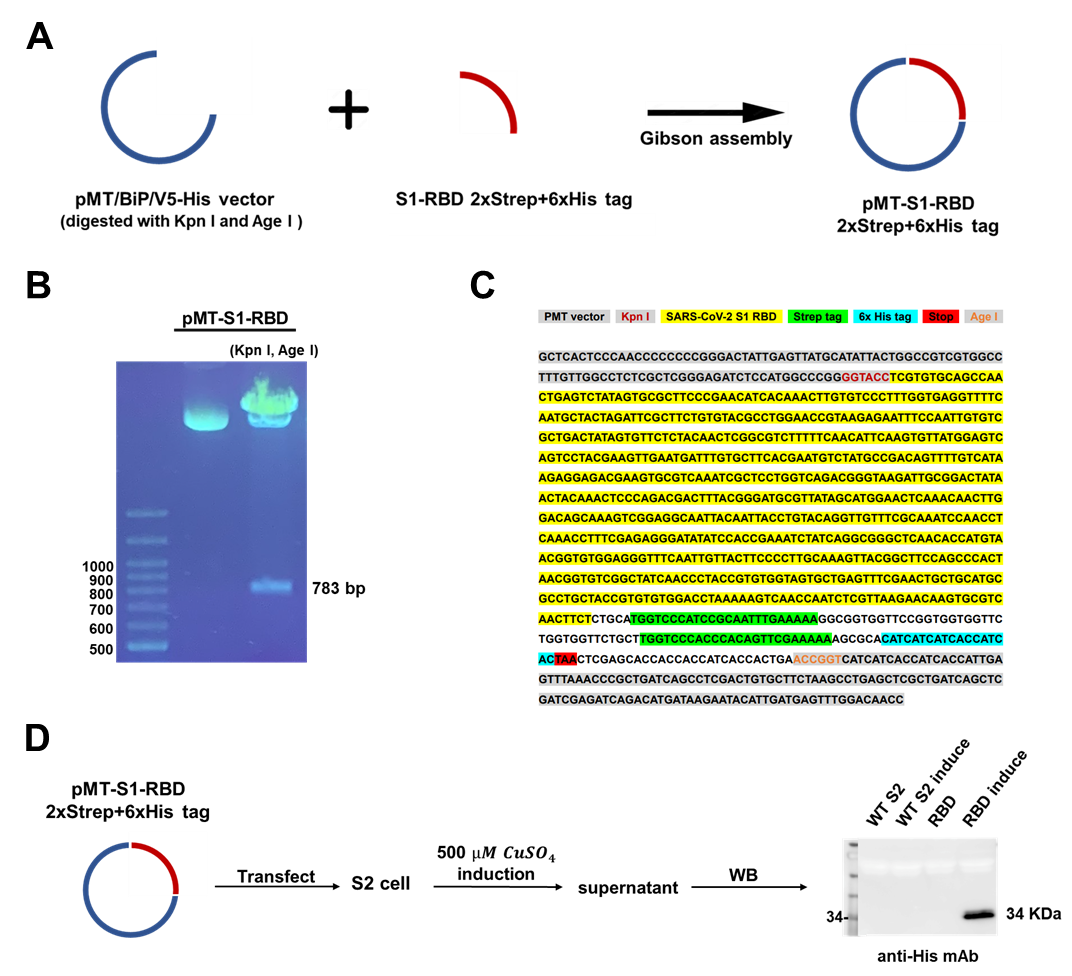 A
pMT/BiP/V5-His vector
(digested with Kpn I and Age I )
S1-RBD 2xStrep+6xHis tag
Gibson assembly
pMT-S1-RBD
2xStrep+6xHis tag
B
pMT-S1-RBD
(Kpn I, Age I)
1000
900
800
700
600
500
783 bp
C
PMT vector
Kpn I
SARS-CoV-2 S1 RBD
Strep tag
6x His tag
Stop
Age I
GCTCACTCCCAACCCCCCCCGGGACTATTGAGTTATGCATATTACTGGCCGTCGTGGCC
TTTGTTGGCCTCTCGCTCGGGAGATCTCCATGGCCCGGGGTACCTCGTGTGCAGCCAA
CTGAGTCTATAGTGCGCTTCCCGAACATCACAAACTTGTGTCCCTTTGGTGAGGTTTTC
AATGCTACTAGATTCGCTTCTGTGTACGCCTGGAACCGTAAGAGAATTTCCAATTGTGTC
GCTGACTATAGTGTTCTCTACAACTCGGCGTCTTTTTCAACATTCAAGTGTTATGGAGTC
AGTCCTACGAAGTTGAATGATTTGTGCTTCACGAATGTCTATGCCGACAGTTTTGTCATA
AGAGGAGACGAAGTGCGTCAAATCGCTCCTGGTCAGACGGGTAAGATTGCGGACTATA
ACTACAAACTCCCAGACGACTTTACGGGATGCGTTATAGCATGGAACTCAAACAACTTG
GACAGCAAAGTCGGAGGCAATTACAATTACCTGTACAGGTTGTTTCGCAAATCCAACCT
CAAACCTTTCGAGAGGGATATATCCACCGAAATCTATCAGGCGGGCTCAACACCATGTA
ACGGTGTGGAGGGTTTCAATTGTTACTTCCCCTTGCAAAGTTACGGCTTCCAGCCCACT
AACGGTGTCGGCTATCAACCCTACCGTGTGGTAGTGCTGAGTTTCGAACTGCTGCATGC
GCCTGCTACCGTGTGTGGACCTAAAAAGTCAACCAATCTCGTTAAGAACAAGTGCGTC
AACTTCTCTGCATGGTCCCATCCGCAATTTGAAAAAGGCGGTGGTTCCGGTGGTGGTT
TGGTGGTTCTGCTTGGTCCCACCCACAGTTCGAAAAAAGCGCACATCATCATCACCATC
ACTAACTCGAGCACCACCACCATCACCACTGAACCGGTCATCATCACCATCACCATTGA
GTTTAAACCCGCTGATCAGCCTCGACTGTGCTTCTAAGCCTGAGCTCGCTGATCAGCTC
GATCGAGATCAGACATGATAAGAATACATTGATGAGTTTGGACAACC
D
pMT-S1-RBD
2xStrep+6xHis tag
Transfect
S2 cell
500 μM CuSO4
induction
supernatant
WB
WT S2
WT S2 induce
RBD
RBD induce
34-
34 KDa
anti-His mAb